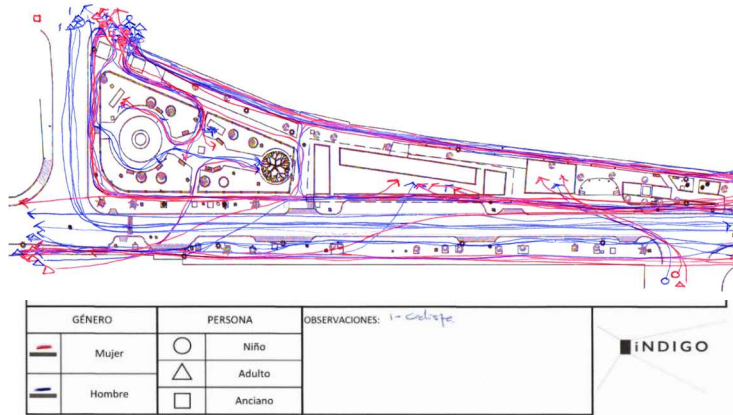 GÉNERO
PERSONA
OBSERVACIONES:
Mujer
Niño
Adulto
Hombre
Anciano
iNDIGO